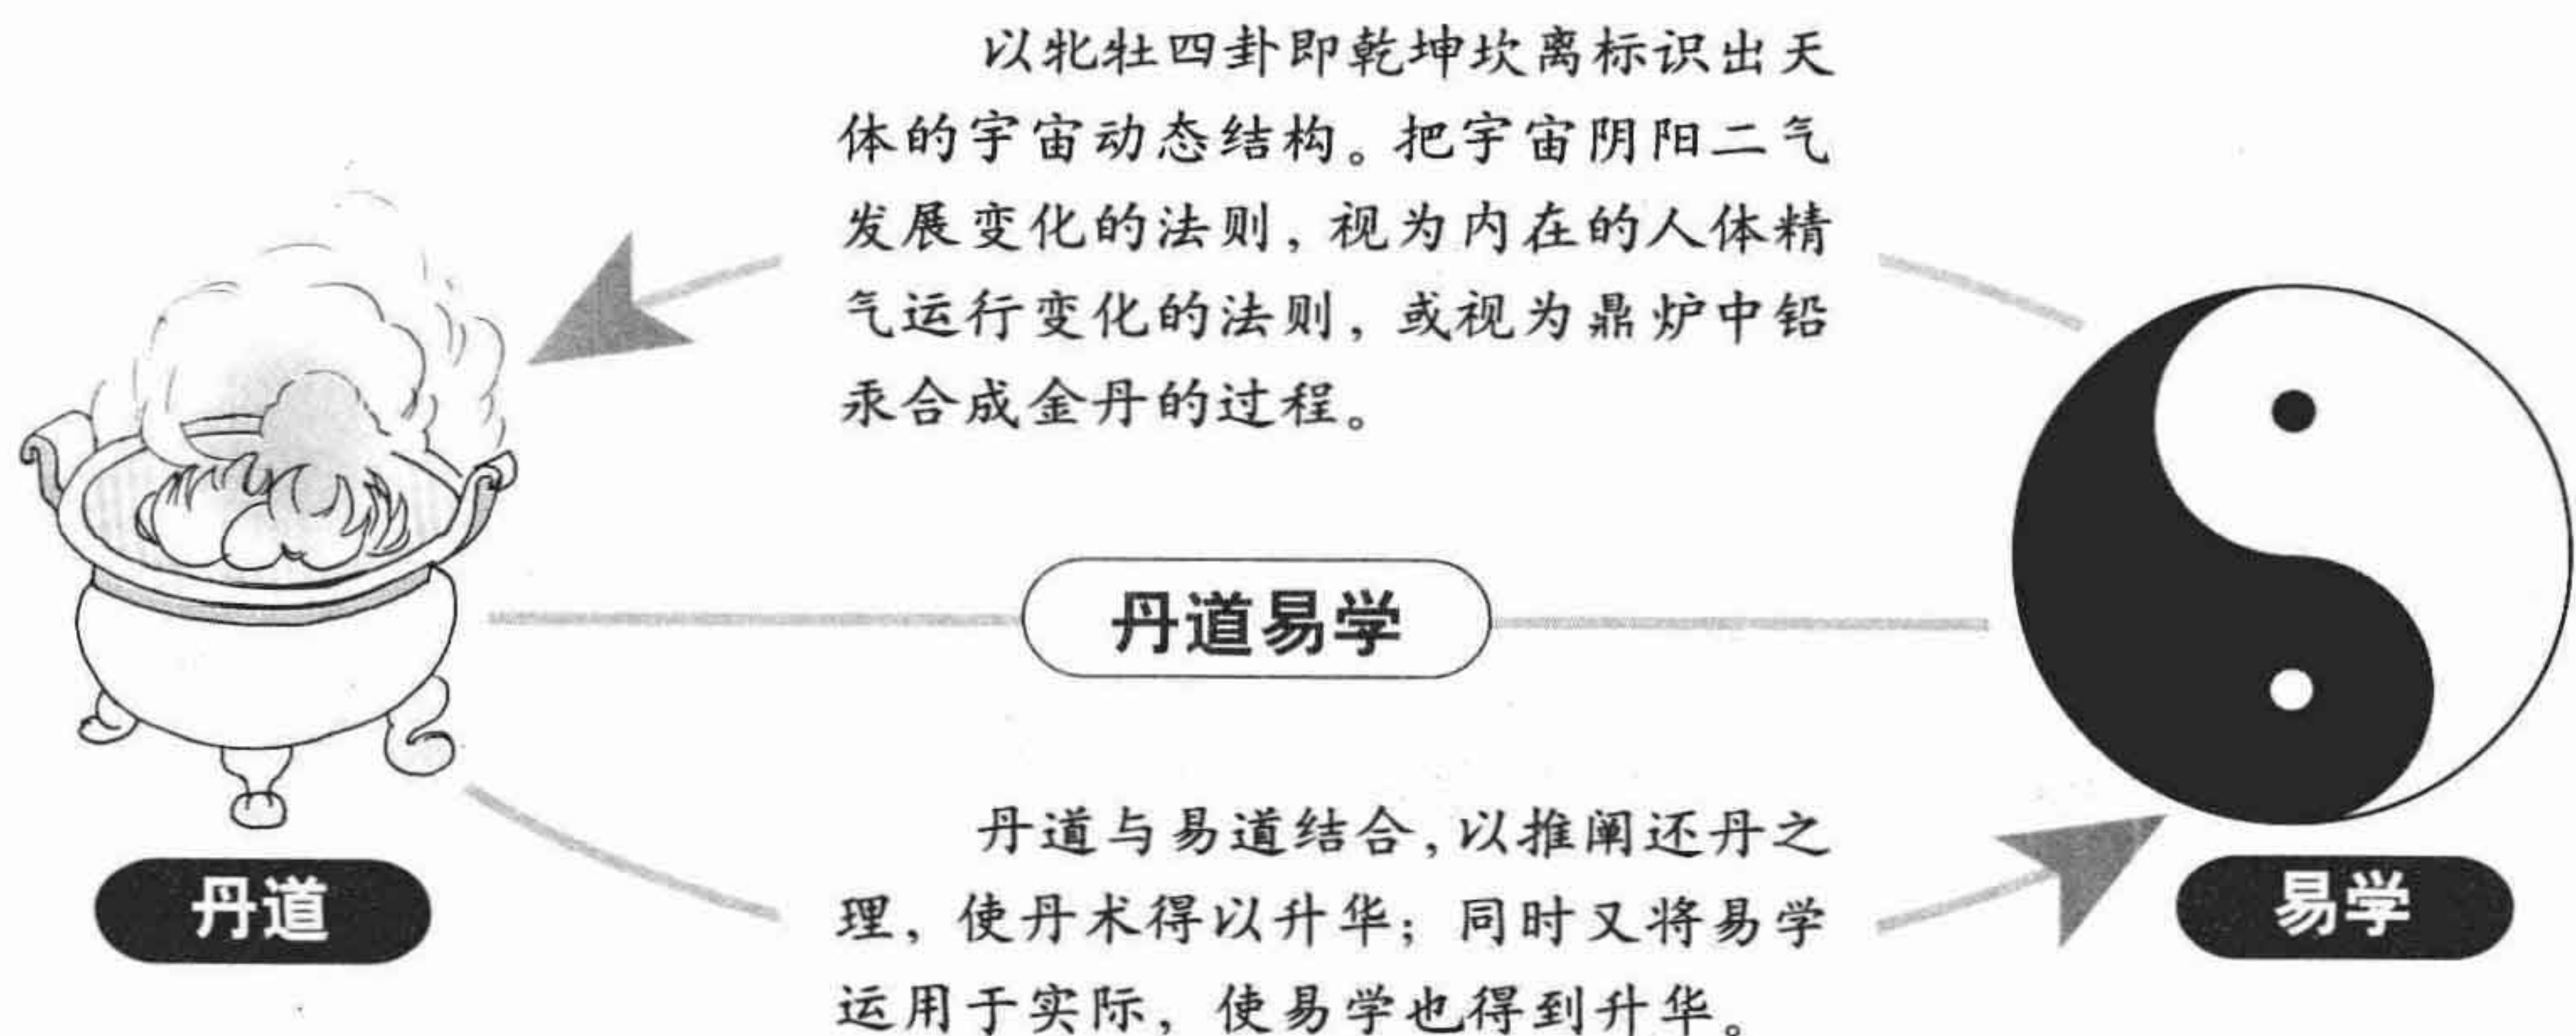 以牝牡四卦即乾坤坎离标识出天
体的宇宙动态结构。把宇宙阴阳二气
发展变化的法则，视为内在的人体精
气运行变化的法则，或视为鼎炉中铅
汞合成金丹的过程。
丹道易学
丹道与易道结合，以推阐还丹之
理，使丹术得以升华；同时又将易学
运用于实际，使易学也得到升华。
丹道
易学